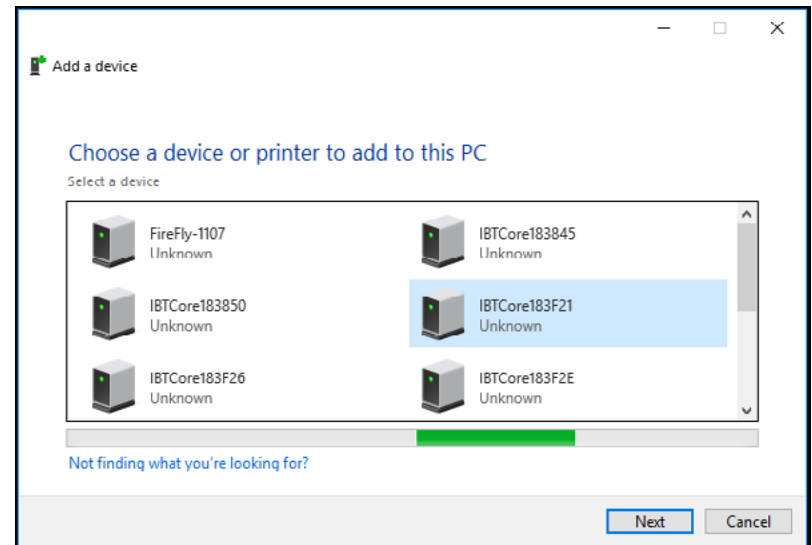 Add a device
Choose a device or printer to add to this PC
Select a device
FireFly-1107
Unknown
IBTCore183845
Unknown
IBTCore183850
Unknown
IBTCore183F21
Unknown
IBTCore183F26
Unknown
IBTCore183F2E
Unknown
Not finding what you're looking for?
Next
Cancel